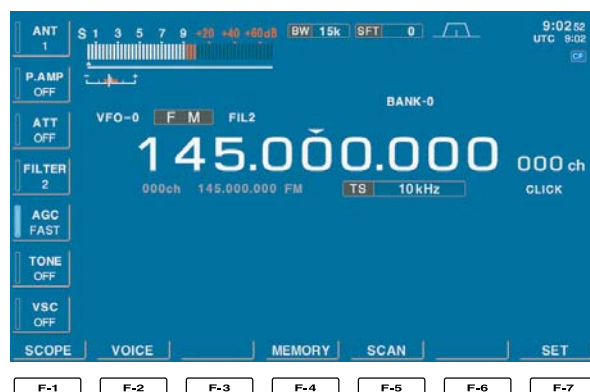 ANT
1
S 1 3 5 7 9 +20 +40 +60dB
BW 15k SFT 0
9:02 52
UTC 9:02
CF
P.AMP
OFF
- +
BANK-0
ATT
OFF
VFO-0 F M FIL2
145.000.000 000 ch
FILTER
2
000ch 145.000.000 FM TS 10kHz CLICK
AGC
FAST
TONE
OFF
VSC
OFF
SCOPE VOICE MEMORY SCAN SET
F-1 F-2 F-3 F-4 F-5 F-6 F-7